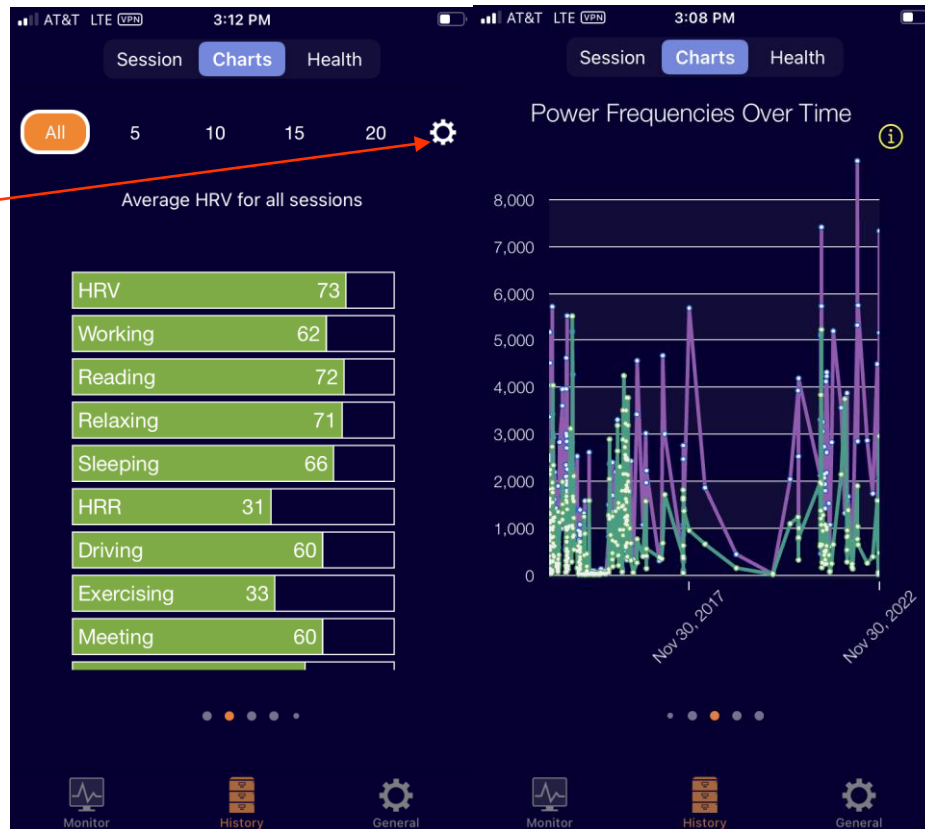 AT&T LTE VPN 3:12 PM
Session Charts Health
All 5 10 15 20
Average HRV for all sessions
HRV 73
Working 62
Reading 72
Relaxing 71
Sleeping 66
HRR 31
Driving 60
Exercising 33
Meeting 60
Monitor History General
AT&T LTE VPN 3:08 PM
Session Charts Health
Power Frequencies Over Time
i
8,000
7,000
6,000
5,000
4,000
3,000
2,000
1,000
0
Nov 30, 2017
Nov 30, 2022
Monitor History General